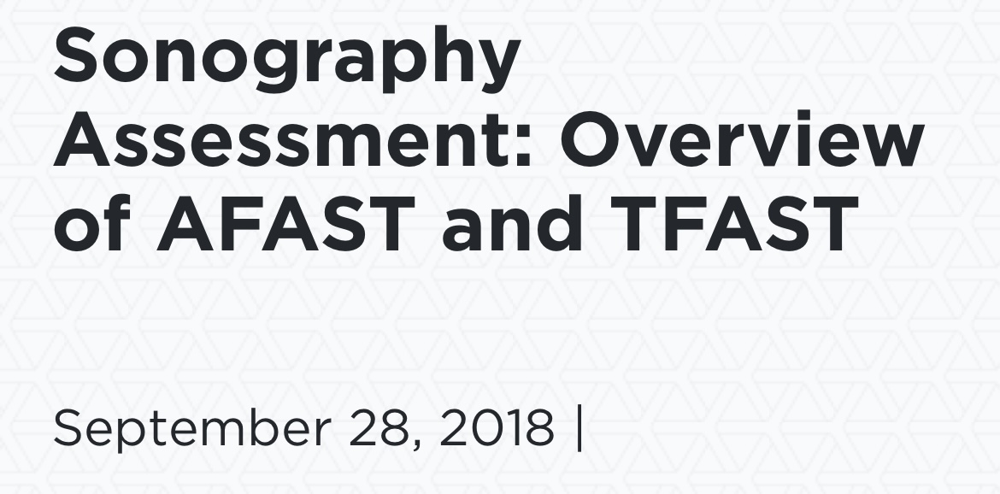 Sonography
Assessment: Overview
of AFAST and TFAST
September 28, 2018 |